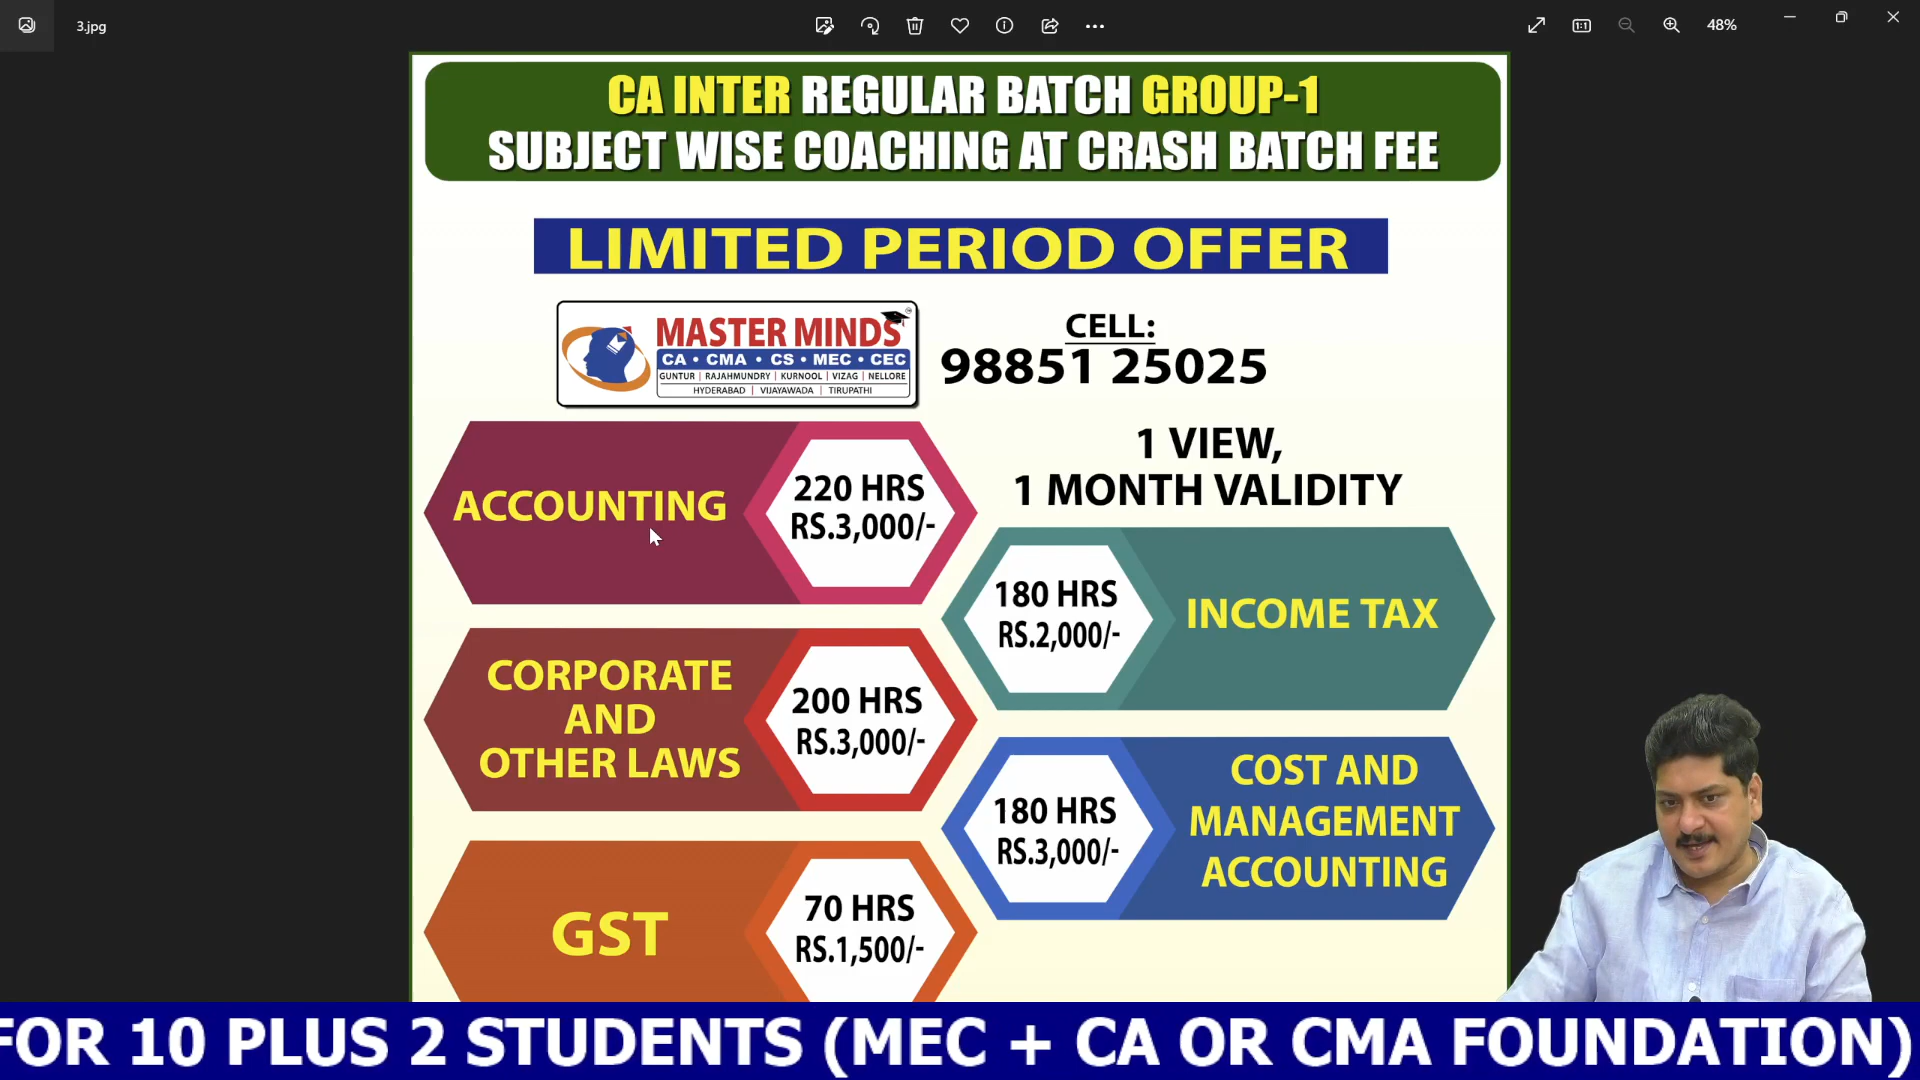 3.jpg
48%
CA INTER REGULAR BATCH GROUP-1
SUBJECT WISE COACHING AT CRASH BATCH FEE
LIMITED PERIOD OFFER
MASTER MINDS
CA • CMA • CS • MEC • CEC
GUNTUR | RAJAHMUNDRY | KURNOOL | VIZAG | NELLORE
HYDERABAD | VIJAYAWADA | TIRUPATHI
CELL:
98851 25025
1 VIEW,
1 MONTH VALIDITY
ACCOUNTING
220 HRS
RS.3,000/-
180 HRS
RS.2,000/-
INCOME TAX
CORPORATE
AND
OTHER LAWS
200 HRS
RS.3,000/-
180 HRS
RS.3,000/-
COST AND
MANAGEMENT
ACCOUNTING
GST
70 HRS
RS.1,500/-
FOR 10 PLUS 2 STUDENTS (MEC + CA OR CMA FOUNDATION)